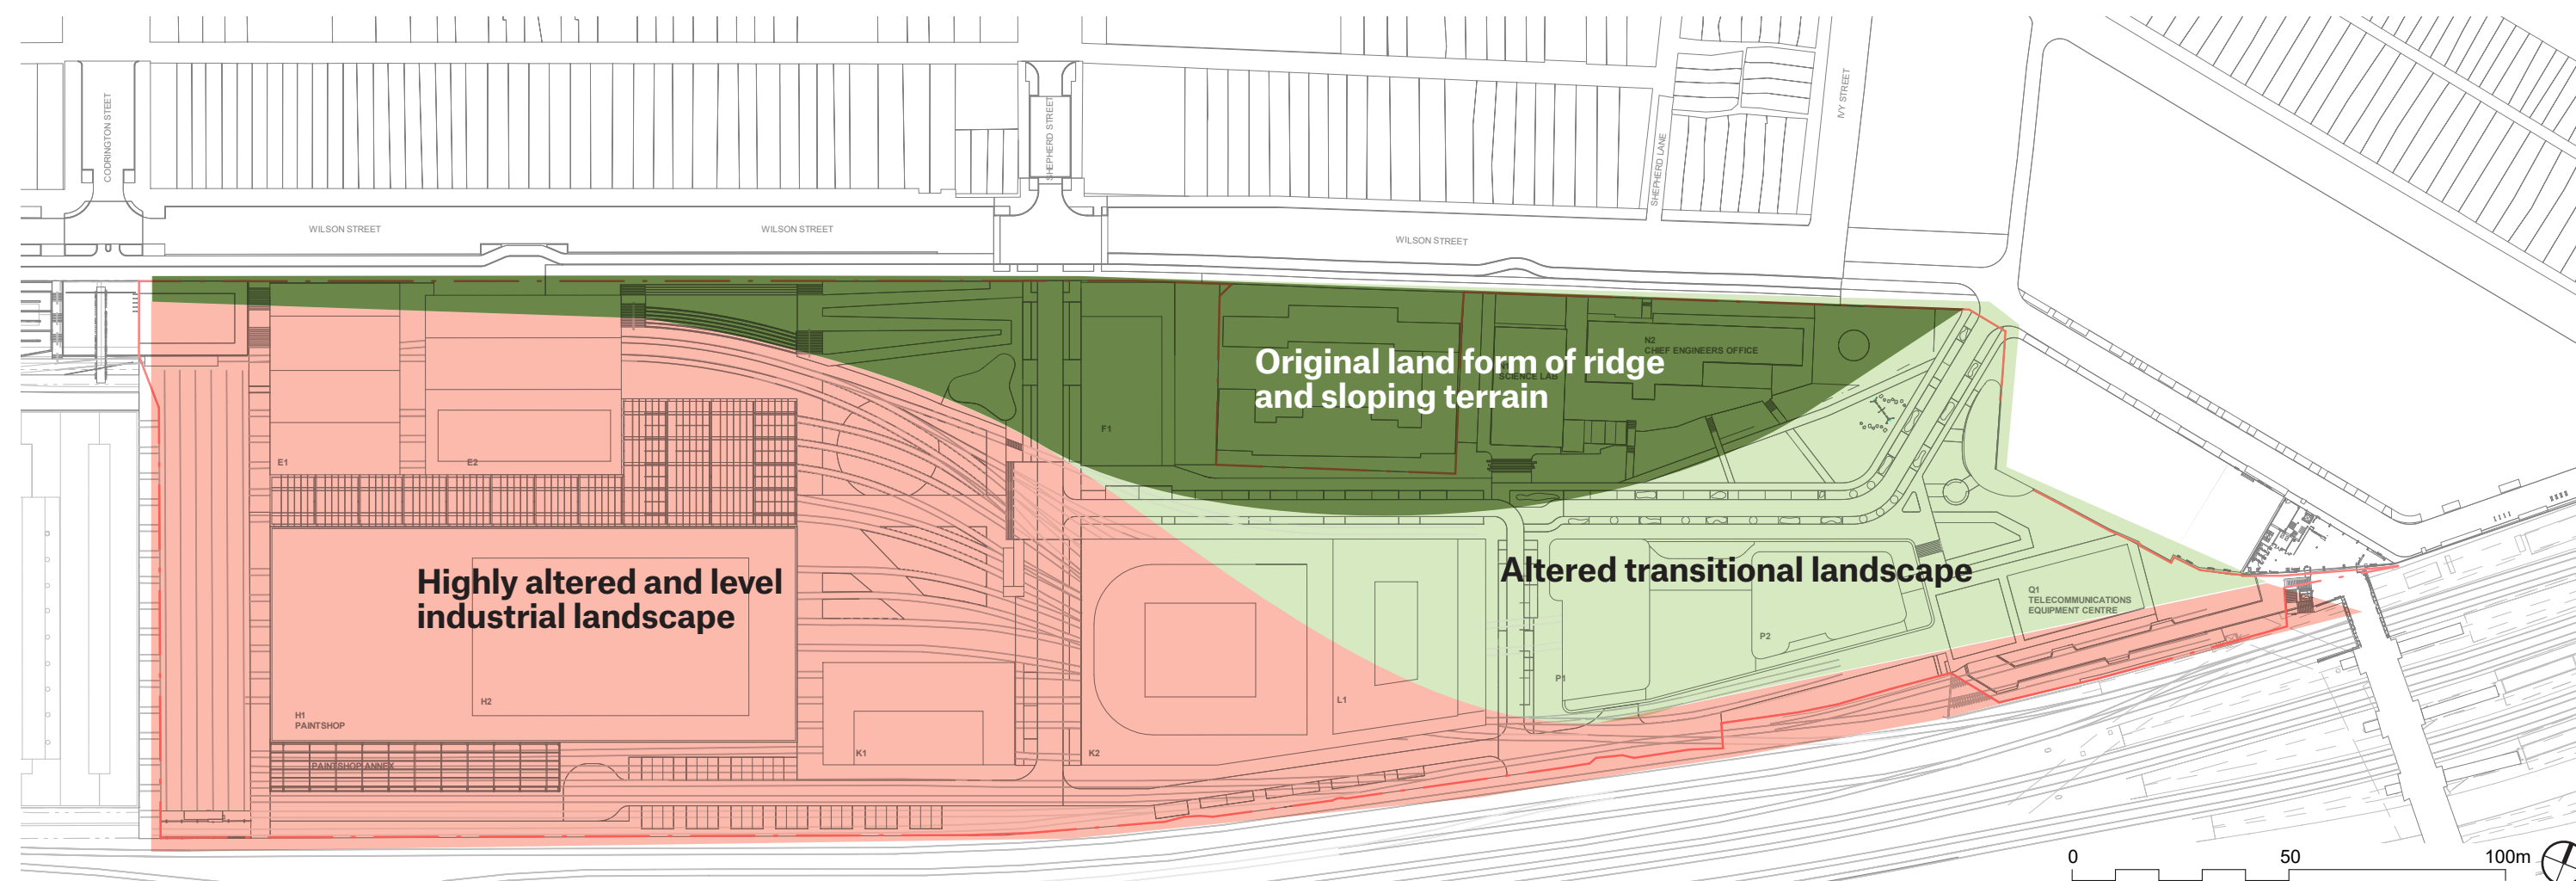 CODRINGTON STEET
SHEPHERD STREET
SHEPHERD LANE
IVY STREET
WILSON STREET
WILSON STREET
WILSON STREET
N2
CHIEF ENGINEERS OFFICE
Original land form of ridge
and sloping terrain
SCIENCE LAB
F1
E1
E2
Highly altered and level
industrial landscape
Altered transitional landscape
Q1
TELECOMMUNICATIONS
EQUIPMENT CENTRE
P2
P1
L1
H2
H1
PAINTSHOP
K1
K2
PAINTSHOP ANNEX
0
50
100m